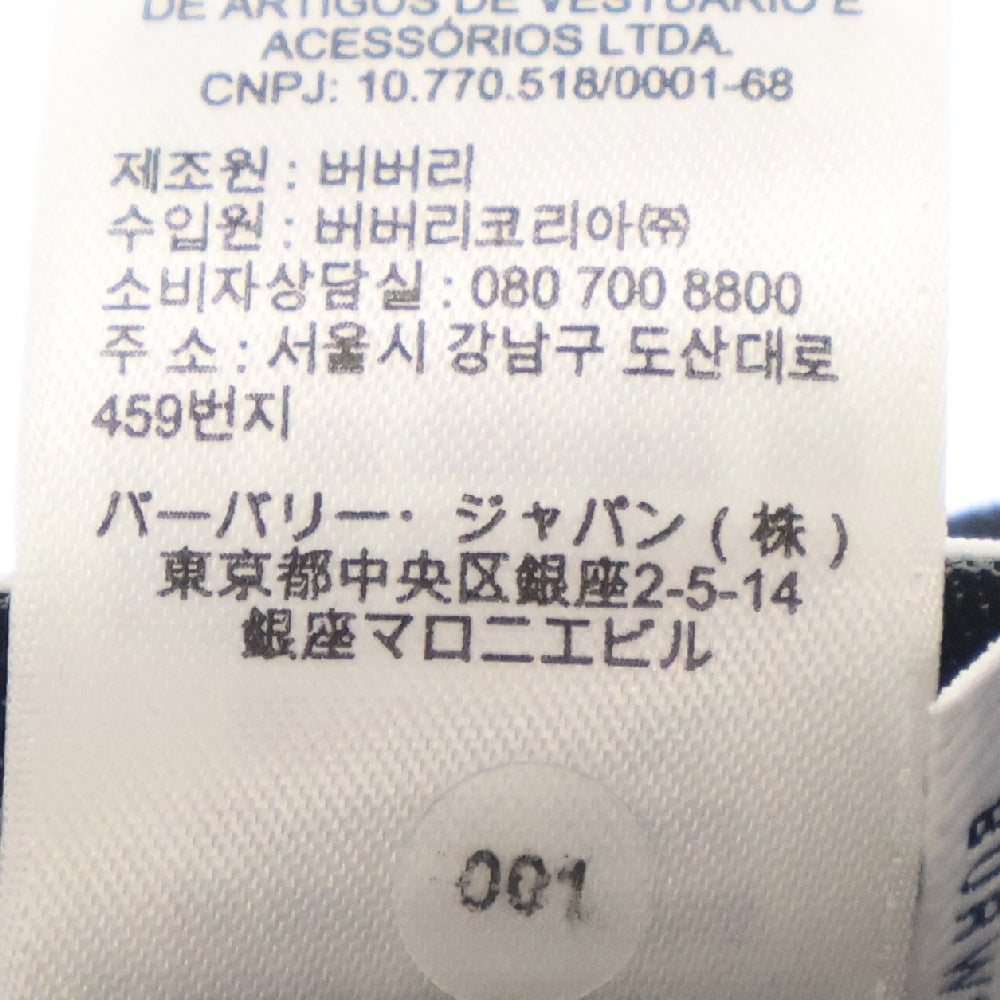 DE ARTIGOS DE VESTUÁRIO E
ACESSÓRIOS LTDA.
CNPJ: 10.770.518/0001-68
제조원 : 버버리
수입원 : 버버리코리아㈜
소비자상담실 : 080 700 8800
주 소 : 서울시 강남구 도산대로
459번지
バーバリー・ ジャパン ( 株 )
東京都中央区銀座2-5-14
銀座マロニエビル
001